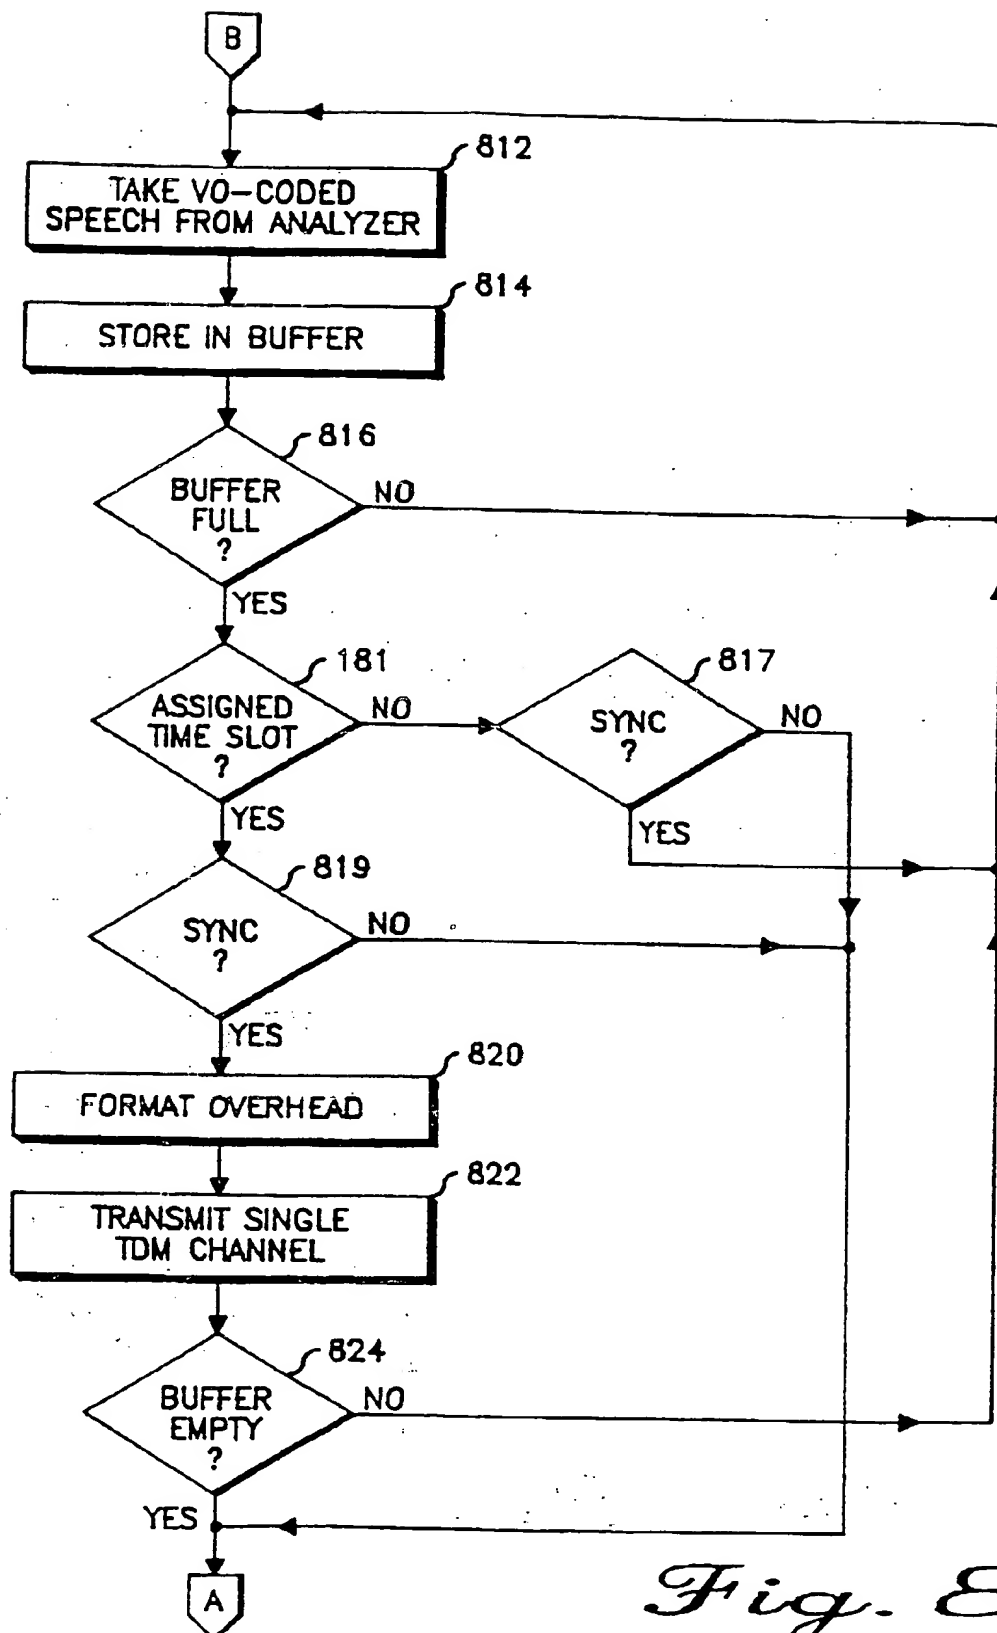 B
812
TAKE VO-CODED
SPEECH FROM ANALYZER
814
STORE IN BUFFER
816
BUFFER
FULL
?
NO
YES
181
ASSIGNED
TIME SLOT
?
NO
YES
817
SYNC
?
NO
YES
819
SYNC
?
NO
YES
820
FORMAT OVERHEAD
822
TRANSMIT SINGLE
TDM CHANNEL
824
BUFFER
EMPTY
?
NO
YES
A
Fig.